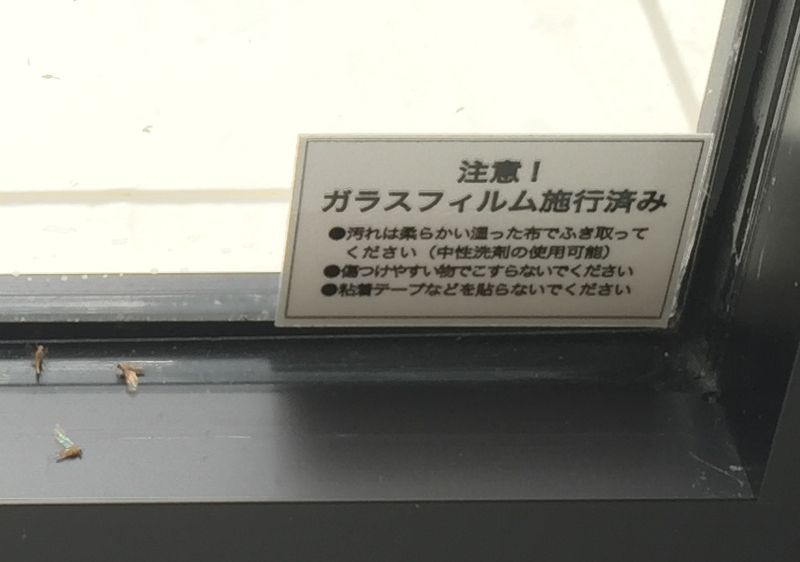 注意！
ガラスフィルム施行済み
●汚れは柔らかい湿った布でふき取って
ください（中性洗剤の使用可能）
●傷つけやすい物でこすらないでください
●粘着テープなどを貼らないでください